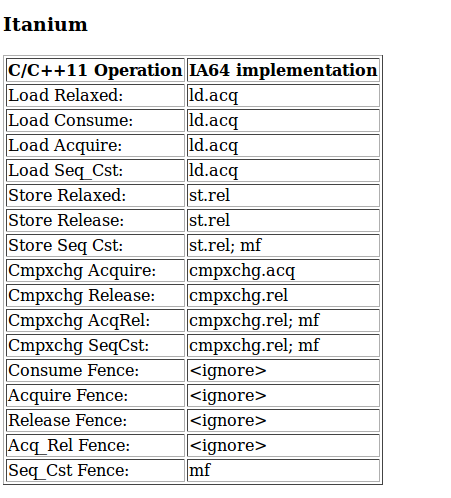 Itanium
C/C++11 Operation IA64 implementation
Load Relaxed: ld.acq
Load Consume: ld.acq
Load Acquire: ld.acq
Load Seq_Cst: ld.acq
Store Relaxed: st.rel
Store Release: st.rel
Store Seq Cst: st.rel; mf
Cmpxchg Acquire: cmpxchg.acq
Cmpxchg Release: cmpxchg.rel
Cmpxchg AcqRel: cmpxchg.rel; mf
Cmpxchg SeqCst: cmpxchg.rel; mf
Consume Fence: <ignore>
Acquire Fence: <ignore>
Release Fence: <ignore>
Acq_Rel Fence: <ignore>
Seq_Cst Fence: mf